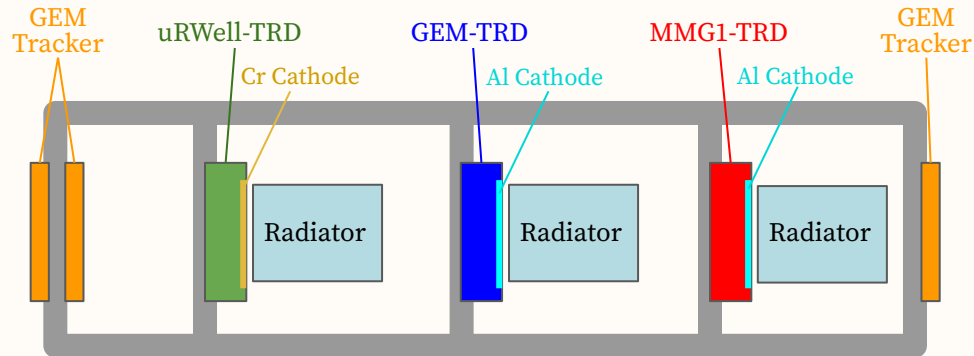 GEM
Tracker
uRWell-TRD
GEM-TRD
MMG1-TRD
GEM
Tracker
Cr Cathode
Al Cathode
Al Cathode
Radiator
Radiator
Radiator